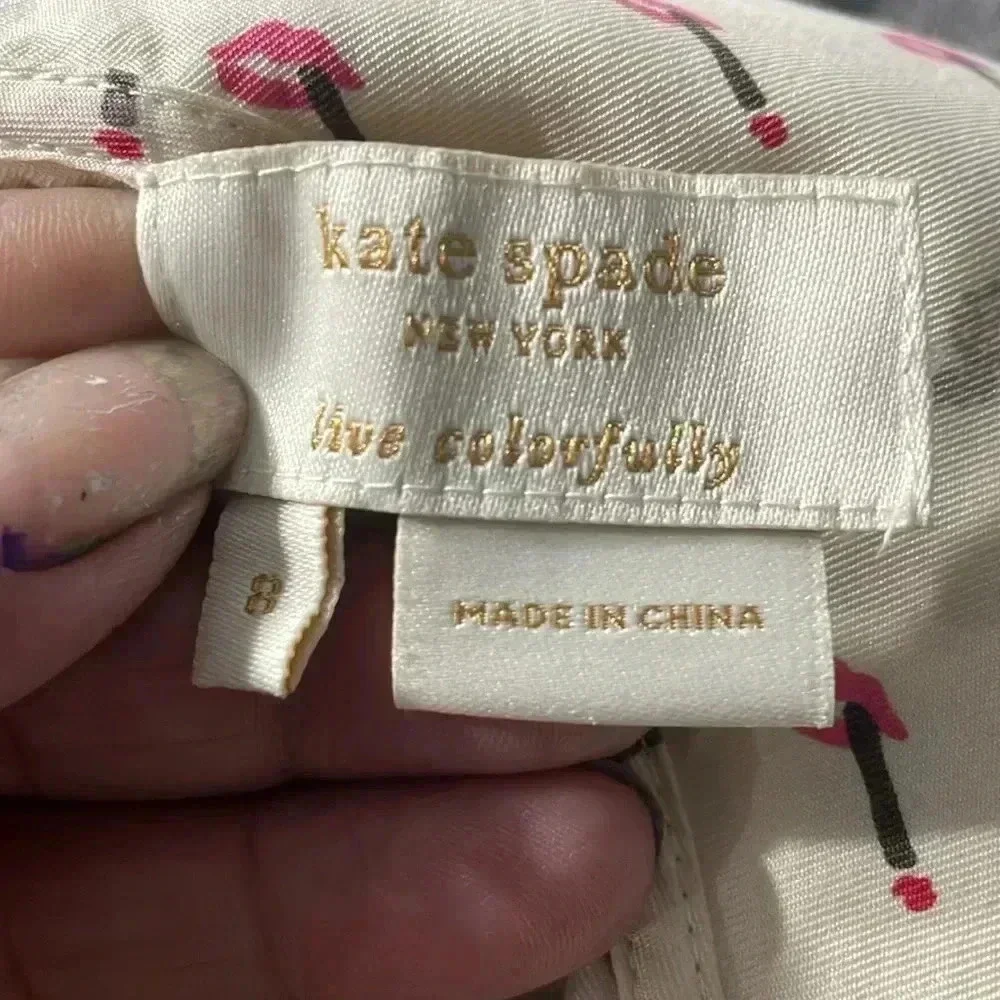 kate spade
NEW YORK
live colorfully
8
MADE IN CHINA